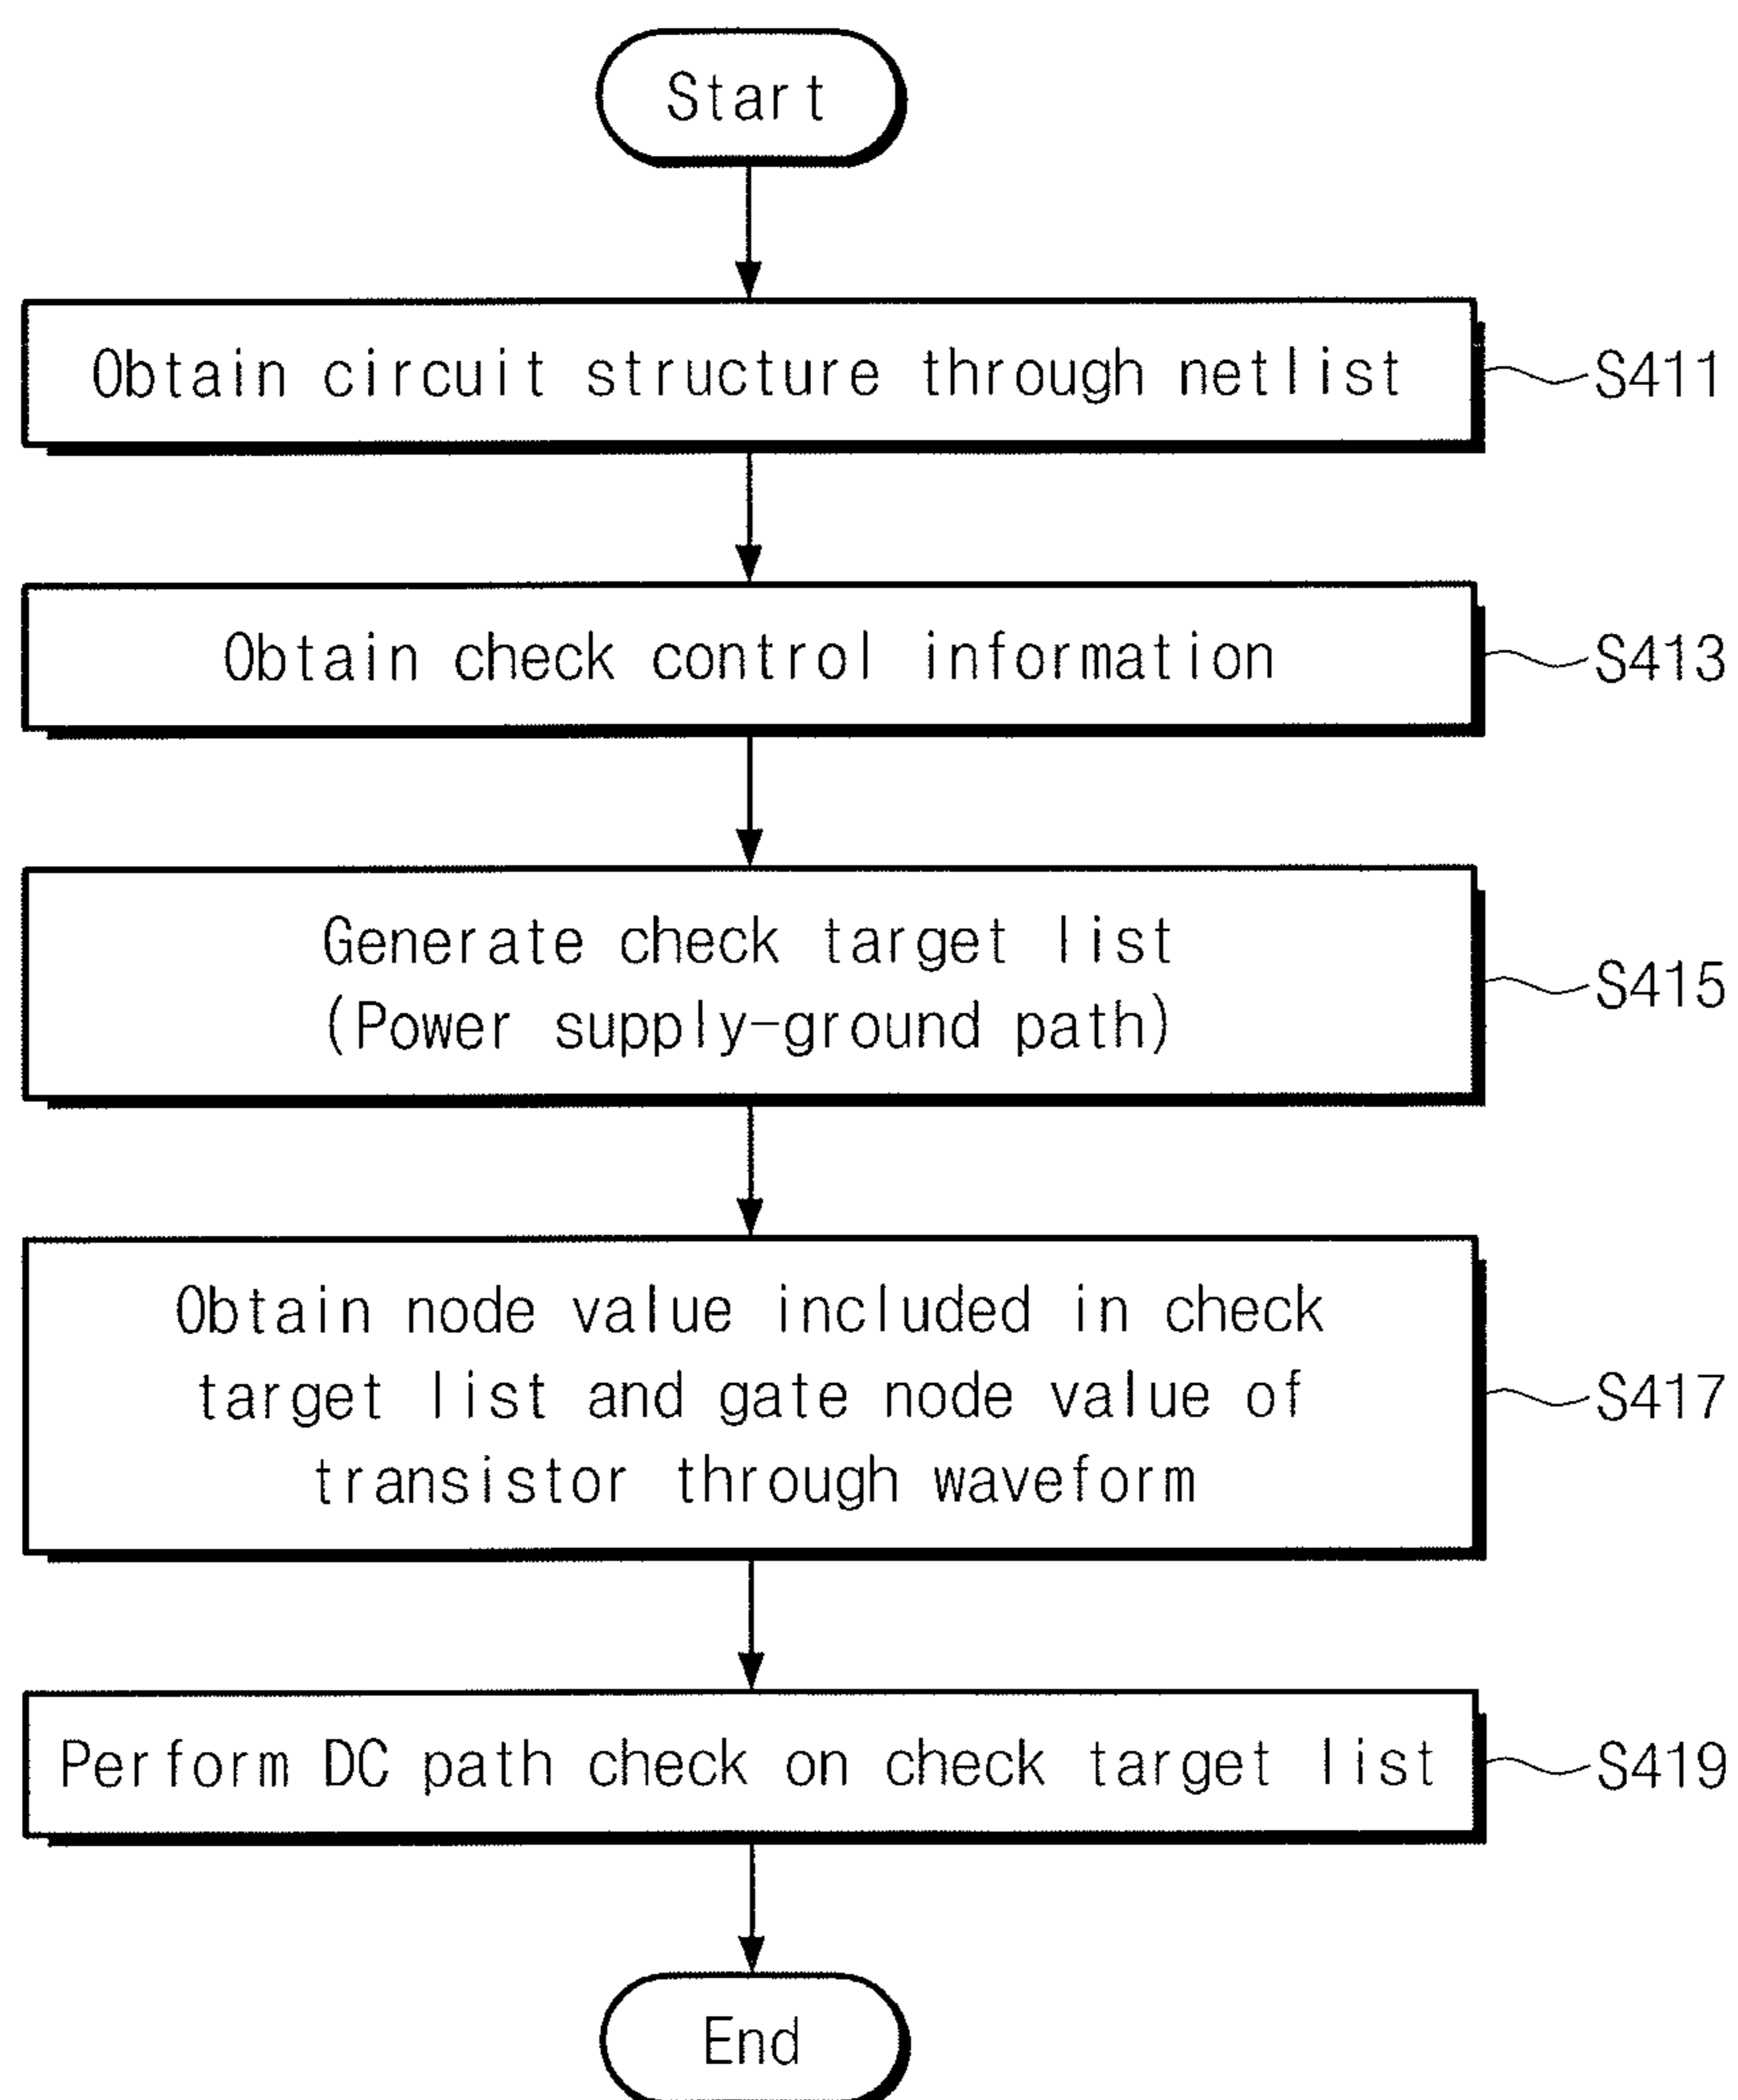 Start
Obtain circuit structure through netlist
S411
Obtain check control information
S413
Generate check target list
(Power supply-ground path)
S415
Obtain node value included in check
target list and gate node value of
transistor through waveform
S417
Perform DC path check on check target list
S419
End